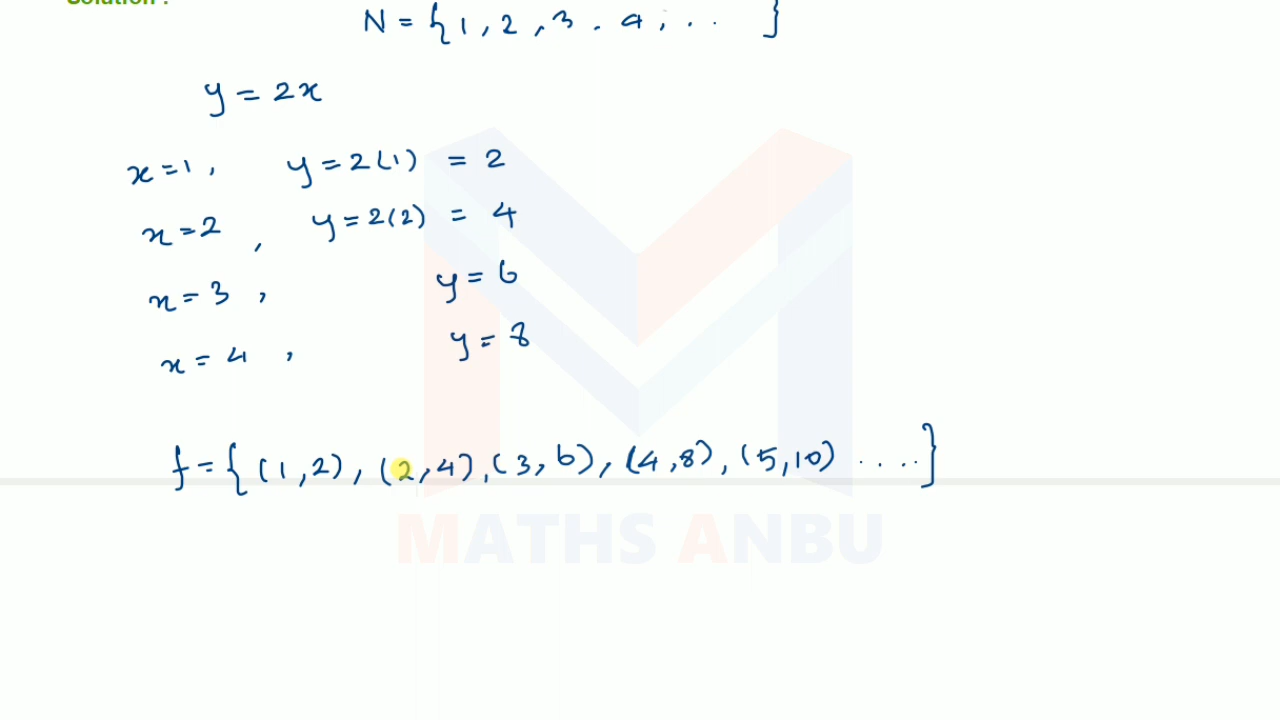 Solution :
N = { 1 , 2 , 3 . 4 , . . }
y = 2x
x = 1 , y = 2(1) = 2
x = 2 , y = 2(2) = 4
x = 3 , y = 6
x = 4 , y = 8
f = { (1,2) , (2,4) , (3,6) , (4,8) , (5,10) .... }
MATHS ANBU